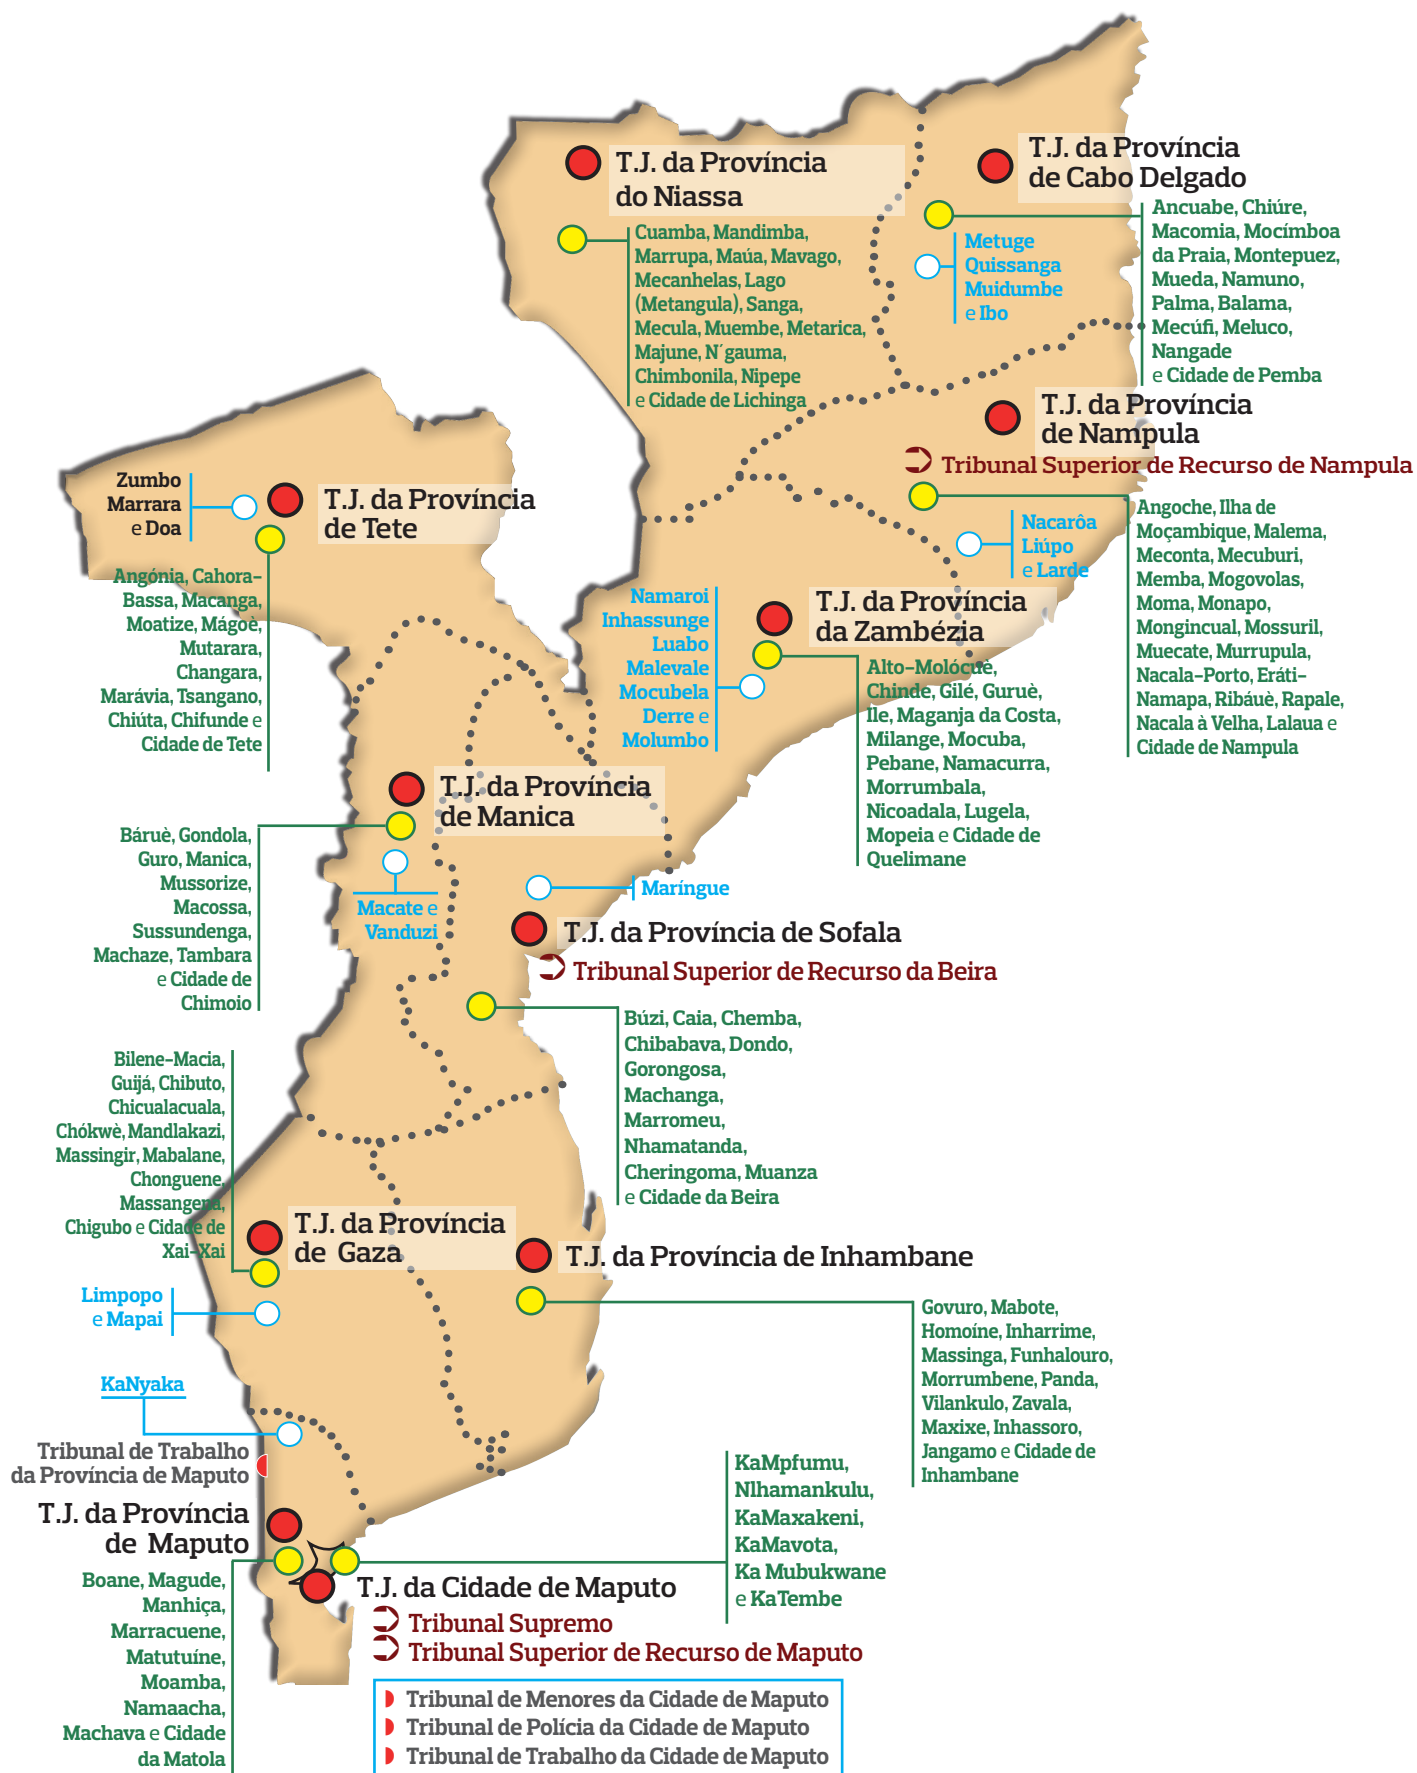 T.J. da Província
do Niassa
Cuamba, Mandimba,
Marrupa, Maúa, Mavago,
Mecanhelas, Lago
(Metangula), Sanga,
Mecula, Muembe, Metarica,
Majune, N´gauma,
Chimbonila, Nipepe
e Cidade de Lichinga
T.J. da Província
de Cabo Delgado
Ancuabe, Chiúre,
Macomia, Mocímboa
da Praia, Montepuez,
Mueda, Namuno,
Palma, Balama,
Mecúfi, Meluco,
Nangade
e Cidade de Pemba
Metuge
Quissanga
Muidumbe
e Ibo
T.J. da Província
de Nampula
Tribunal Superior de Recurso de Nampula
Angoche, Ilha de
Moçambique, Malema,
Meconta, Mecuburi,
Memba, Mogovolas,
Moma, Monapo,
Mongincual, Mossuril,
Muecate, Murrupula,
Nacala-Porto, Eráti-
Namapa, Ribáuè, Rapale,
Nacala à Velha, Lalaua e
Cidade de Nampula
Nacarôa
Liúpo
e Larde
Zumbo
Marrara
e Doa
T.J. da Província
de Tete
Angónia, Cahora-
Bassa, Macanga,
Moatize, Mágoè,
Mutarara,
Changara,
Marávia, Tsangano,
Chiúta, Chifunde e
Cidade de Tete
Namaroi
Inhassunge
Luabo
Malevale
Mocubela
Derre e
Molumbo
T.J. da Província
da Zambézia
Alto-Molócuè,
Chinde, Gilé, Guruè,
Ile, Maganja da Costa,
Milange, Mocuba,
Pebane, Namacurra,
Morrumbala,
Nicoadala, Lugela,
Mopeia e Cidade de
Quelimane
T.J. da Província
de Manica
Báruè, Gondola,
Guro, Manica,
Mussorize,
Macossa,
Sussundenga,
Machaze, Tambara
e Cidade de
Chimoio
Macate e
Vanduzi
Maríngue
T.J. da Província de Sofala
Tribunal Superior de Recurso da Beira
Búzi, Caia, Chemba,
Chibabava, Dondo,
Gorongosa,
Machanga,
Marromeu,
Nhamatanda,
Cheringoma, Muanza
e Cidade da Beira
Bilene-Macia,
Guijá, Chibuto,
Chicualacuala,
Chókwè, Mandlakazi,
Massingir, Mabalane,
Chonguene,
Massangena,
Chigubo e Cidade de
Xai-Xai
T.J. da Província
de Gaza
Limpopo
e Mapai
T.J. da Província de Inhambane
Govuro, Mabote,
Homoíne, Inharrime,
Massinga, Funhalouro,
Morrumbene, Panda,
Vilankulo, Zavala,
Maxixe, Inhassoro,
Jangamo e Cidade de
Inhambane
KaNyaka
Tribunal de Trabalho
da Província de Maputo
T.J. da Província
de Maputo
Boane, Magude,
Manhiça,
Marracuene,
Matutuíne,
Moamba,
Namaacha,
Machava e Cidade
da Matola
KaMpfumu,
Nlhamankulu,
KaMaxakeni,
KaMavota,
Ka Mubukwane
e KaTembe
T.J. da Cidade de Maputo
Tribunal Supremo
Tribunal Superior de Recurso de Maputo
Tribunal de Menores da Cidade de Maputo
Tribunal de Polícia da Cidade de Maputo
Tribunal de Trabalho da Cidade de Maputo